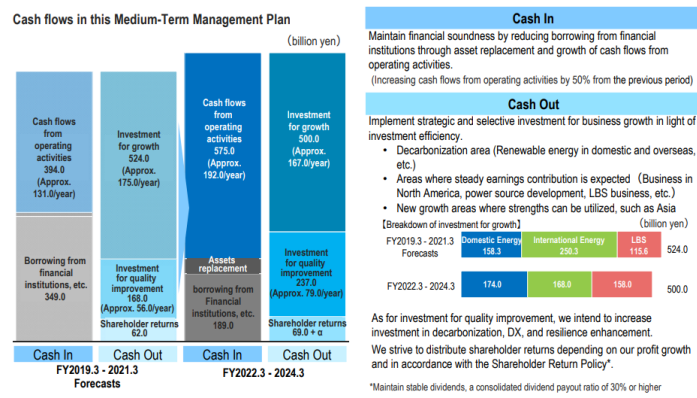 Cash flows in this Medium-Term Management Plan
(billion yen)
Cash flows
from
operating
activities
394.0
(Approx.
131.0/year)
Borrowing from
financial
institutions, etc.
349.0
Investment
for growth
524.0
(Approx.
175.0/year)
Investment
for quality
improvement
168.0
(Approx. 56.0/year)
Shareholder returns
62.0
Cash flows
from
operating
activities
575.0
(Approx.
192.0/year)
Assets
replacement
borrowing from
Financial
institutions, etc.
189.0
Investment
for growth
500.0
(Approx.
167.0/year)
Investment
for quality
improvement
237.0
(Approx. 79.0/year)
Shareholder returns
69.0 + α
Cash In
Cash Out
Cash In
Cash Out
FY2019.3 - 2021.3
Forecasts
FY2022.3 - 2024.3
Cash In
Maintain financial soundness by reducing borrowing from financial
institutions through asset replacement and growth of cash flows from
operating activities.
(Increasing cash flows from operating activities by 50% from the previous period)
Cash Out
Implement strategic and selective investment for business growth in light of
investment efficiency.
• Decarbonization area (Renewable energy in domestic and overseas,
etc.)
• Areas where steady earnings contribution is expected (Business in
North America, power source development, LBS business, etc.)
• New growth areas where strengths can be utilized, such as Asia
【Breakdown of investment for growth】
(billion yen)
FY2019.3 - 2021.3
Forecasts
Domestic Energy
158.3
International Energy
250.3
LBS
115.6
524.0
FY2022.3 - 2024.3
174.0
168.0
158.0
500.0
As for investment for quality improvement, we intend to increase
investment in decarbonization, DX, and resilience enhancement.
We strive to distribute shareholder returns depending on our profit growth
and in accordance with the Shareholder Return Policy*.
*Maintain stable dividends, a consolidated dividend payout ratio of 30% or higher